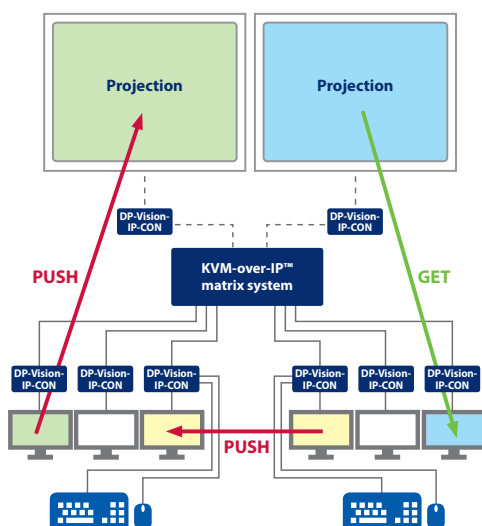 Projection
Projection
DP-Vision-
IP-CON
DP-Vision-
IP-CON
KVM-over-IP™
matrix system
PUSH
GET
DP-Vision-
IP-CON
DP-Vision-
IP-CON
DP-Vision-
IP-CON
DP-Vision-
IP-CON
DP-Vision-
IP-CON
DP-Vision-
IP-CON
PUSH